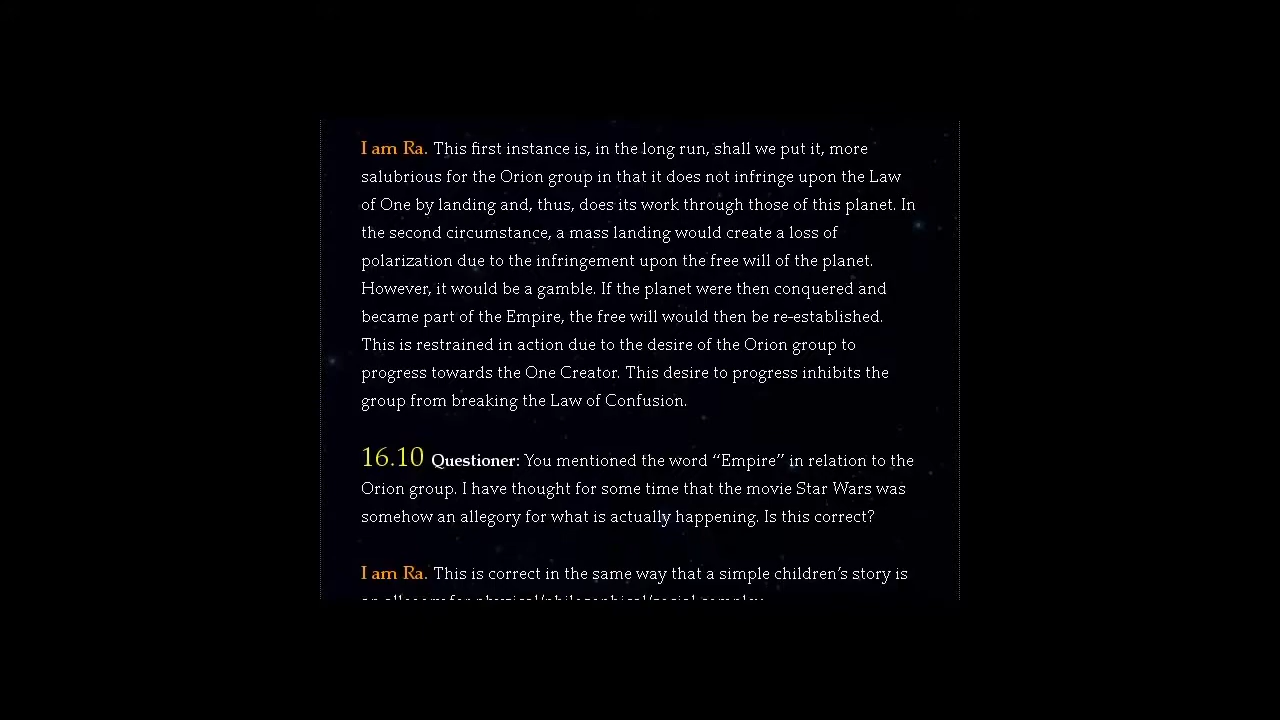 I am Ra. This first instance is, in the long run, shall we put it, more
salubrious for the Orion group in that it does not infringe upon the Law
of One by landing and, thus, does its work through those of this planet. In
the second circumstance, a mass landing would create a loss of
polarization due to the infringement upon the free will of the planet.
However, it would be a gamble. If the planet were then conquered and
became part of the Empire, the free will would then be re-established.
This is restrained in action due to the desire of the Orion group to
progress towards the One Creator. This desire to progress inhibits the
group from breaking the Law of Confusion.
16.10 Questioner: You mentioned the word “Empire” in relation to the
Orion group. I have thought for some time that the movie Star Wars was
somehow an allegory for what is actually happening. Is this correct?
I am Ra. This is correct in the same way that a simple children’s story is
an allegory for physical/philosophical/social complex